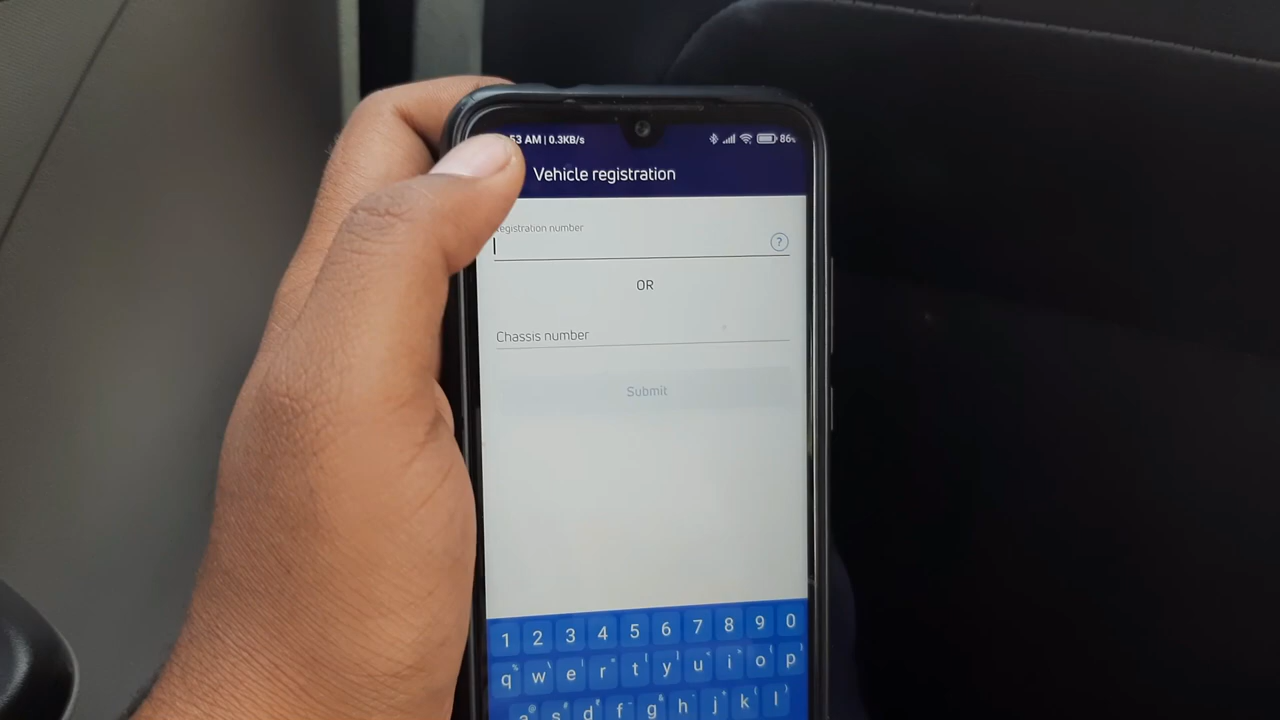 53 AM | 0.3KB/s 86%
Vehicle registration
Registration number
?
OR
Chassis number
Submit
1 2 3 4 5 6 7 8 9 0
q w e r t y u i o p
a s d f g h j k l